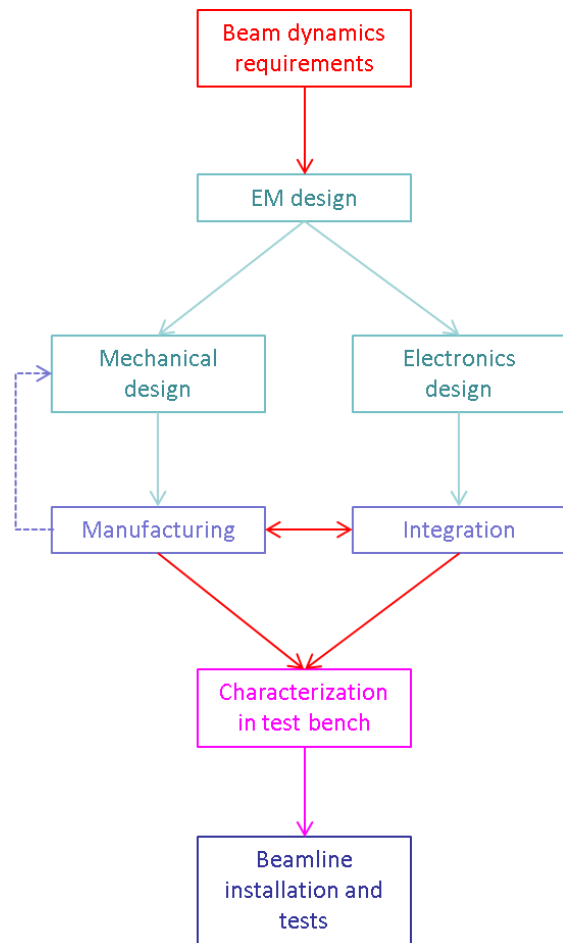 Beam dynamics
requirements
EM design
Mechanical
design
Electronics
design
Manufacturing
Integration
Characterization
in test bench
Beamline
installation and
tests